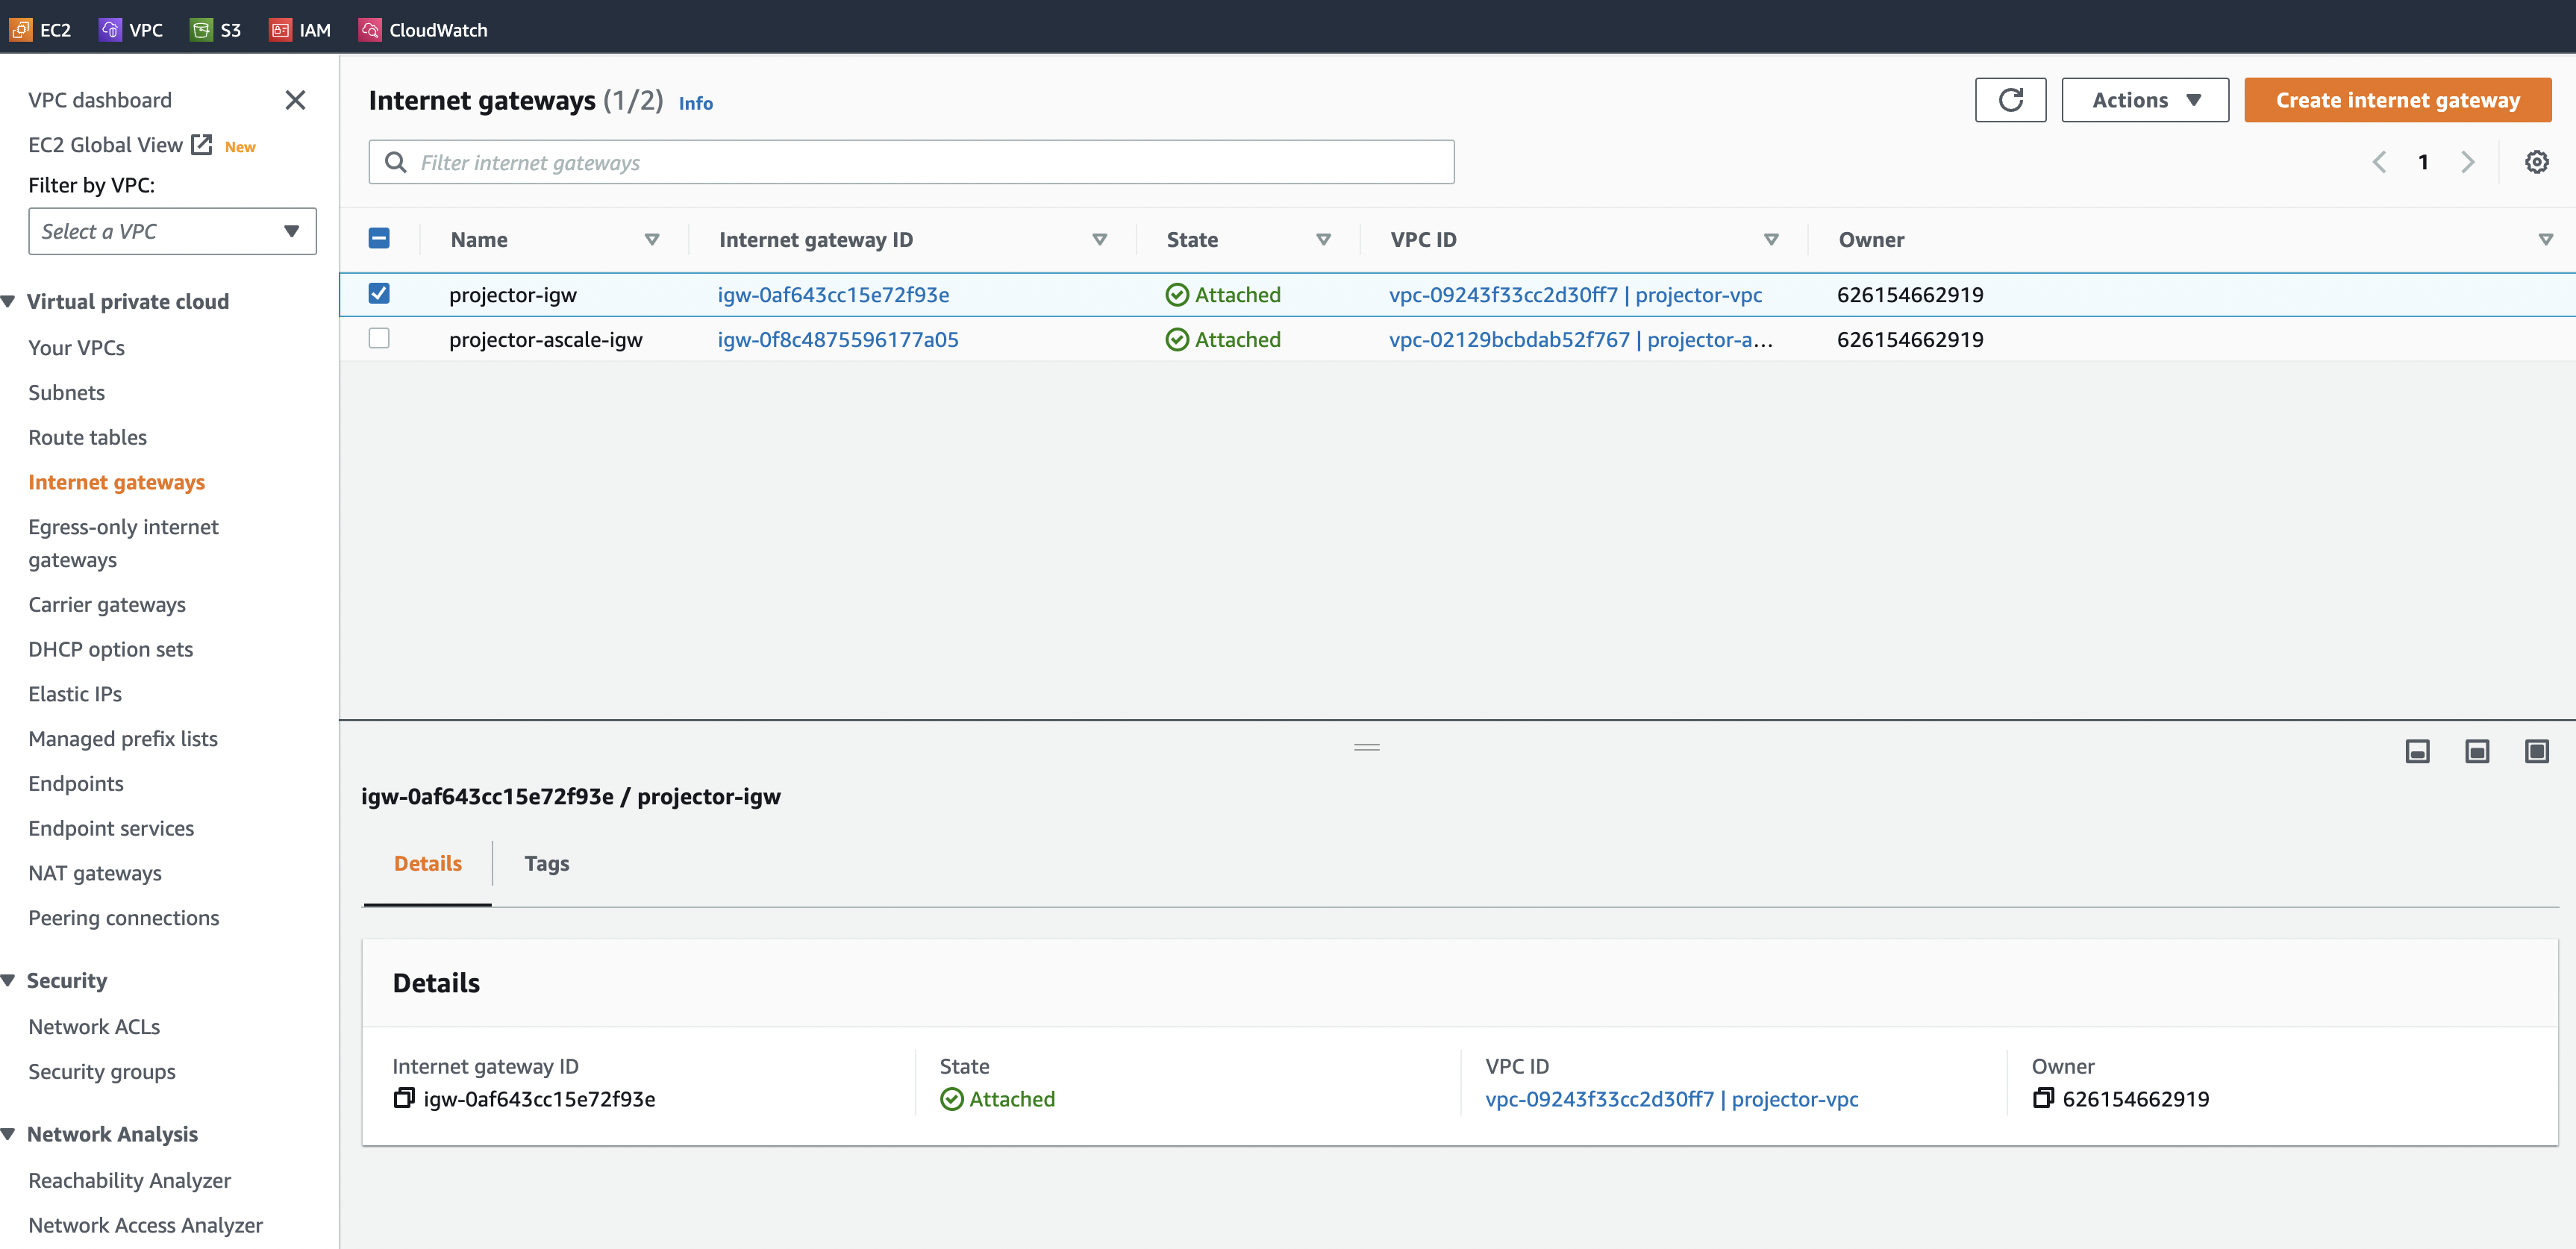 EC2 VPC S3 IAM CloudWatch
VPC dashboard
EC2 Global View New
Filter by VPC:
Select a VPC
Virtual private cloud
Your VPCs
Subnets
Route tables
Internet gateways
Egress-only internet
gateways
Carrier gateways
DHCP option sets
Elastic IPs
Managed prefix lists
Endpoints
Endpoint services
NAT gateways
Peering connections
Security
Network ACLs
Security groups
Network Analysis
Reachability Analyzer
Network Access Analyzer
Internet gateways (1/2) Info
Actions
Create internet gateway
Filter internet gateways
1
Name Internet gateway ID State VPC ID Owner
projector-igw igw-0af643cc15e72f93e Attached vpc-09243f33cc2d30ff7 | projector-vpc 626154662919
projector-ascale-igw igw-0f8c4875596177a05 Attached vpc-02129bcbdab52f767 | projector-a... 626154662919
igw-0af643cc15e72f93e / projector-igw
Details Tags
Details
Internet gateway ID State VPC ID Owner
igw-0af643cc15e72f93e Attached vpc-09243f33cc2d30ff7 | projector-vpc 626154662919